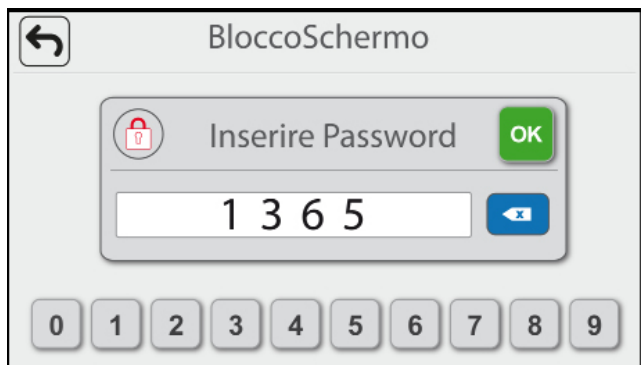 BloccoSchermo
Inserire Password OK
1 3 6 5
x
0 1 2 3 4 5 6 7 8 9